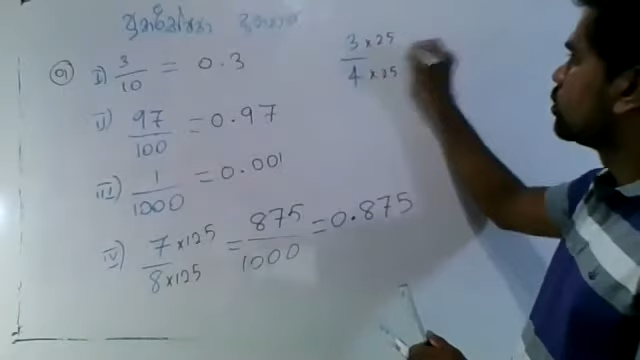 I) 3/10 = 0.3
II) 97/100 = 0.97
III) 1/1000 = 0.001
IV) 7×125/8×125 = 875/1000 = 0.875
3×25/4×25